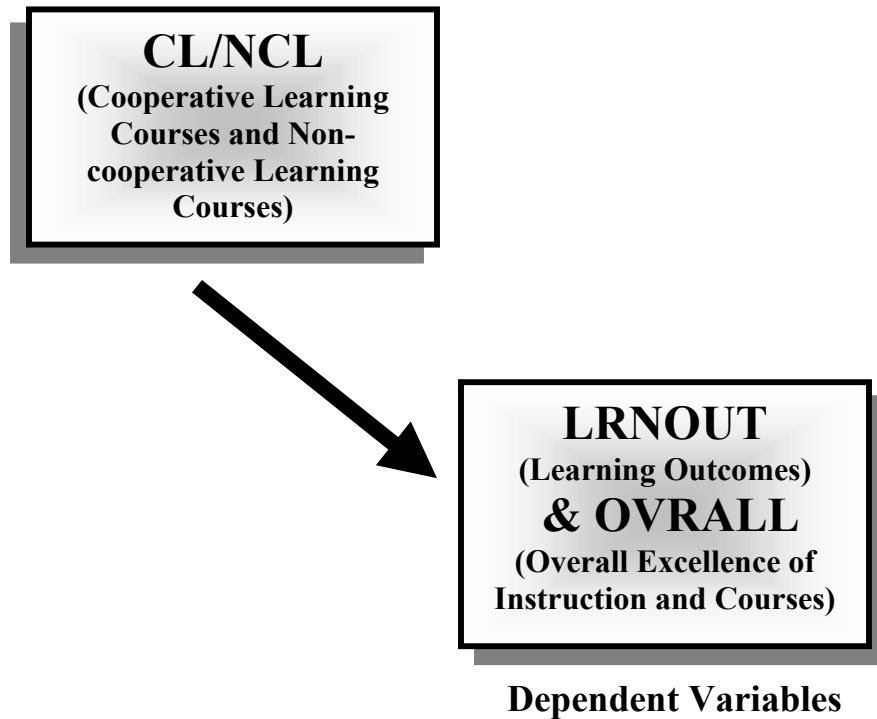 CL/NCL
(Cooperative Learning
Courses and Non-
cooperative Learning
Courses)
LRNOUT
(Learning Outcomes)
& OVRALL
(Overall Excellence of
Instruction and Courses)
Dependent Variables